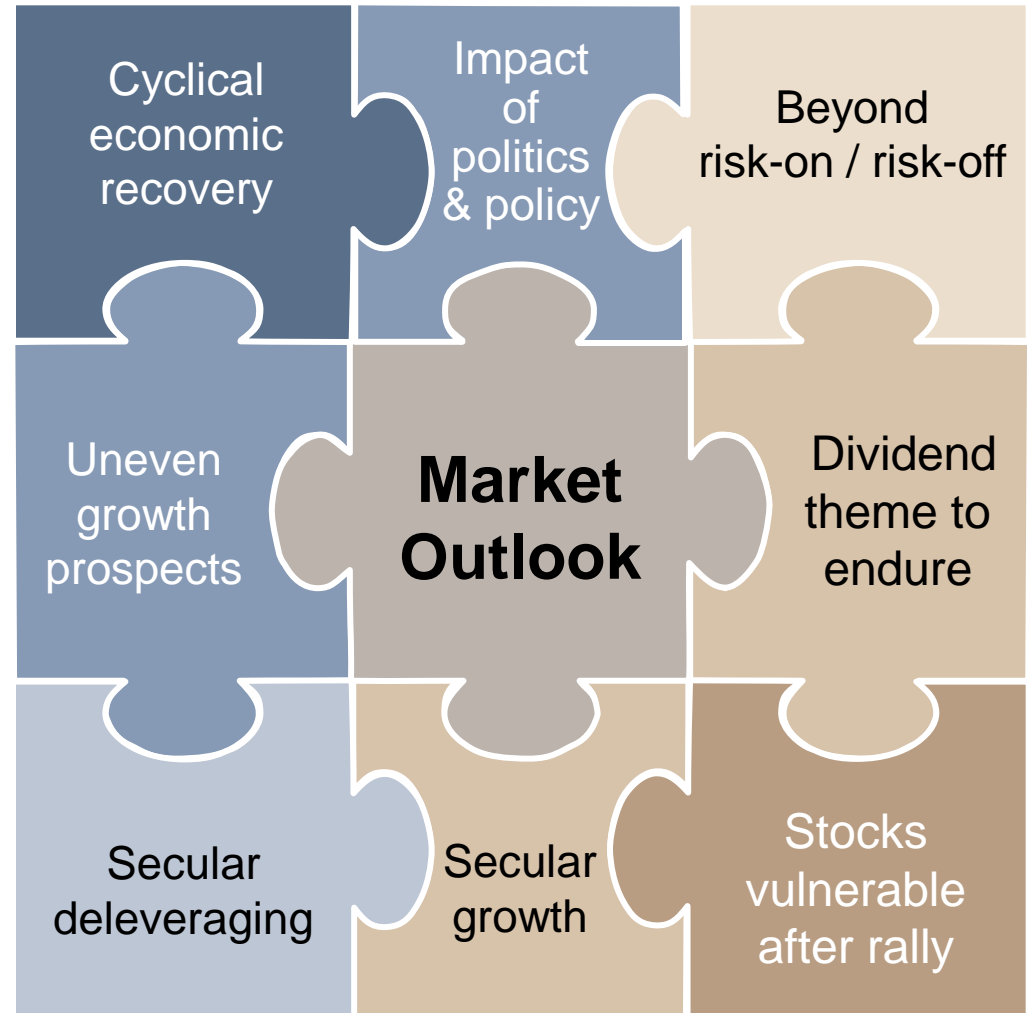 Cyclical
economic
recovery
Impact
of
politics
& policy
Beyond
risk-on / risk-off
Uneven
growth
prospects
Market
Outlook
Dividend
theme to
endure
Secular
deleveraging
Secular
growth
Stocks
vulnerable
after rally